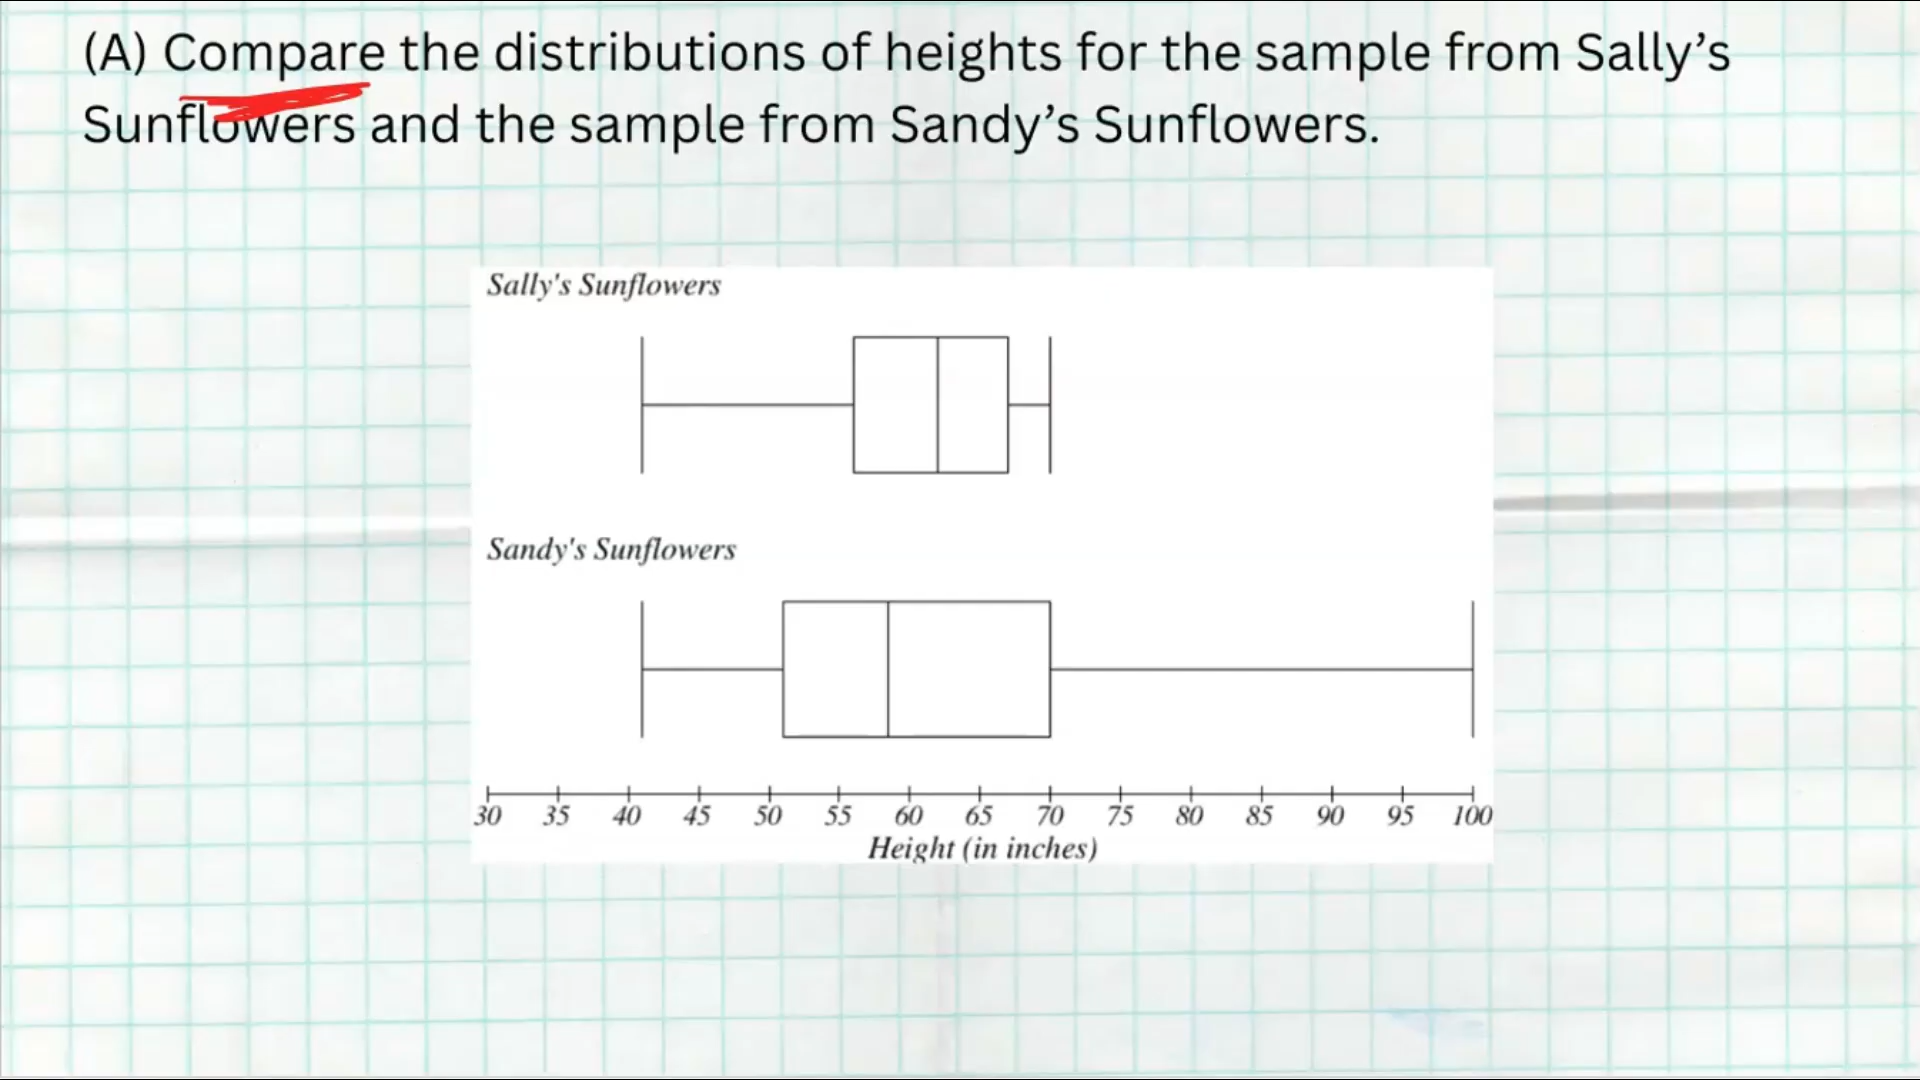 (A) Compare the distributions of heights for the sample from Sally’s
Sunflowers and the sample from Sandy’s Sunflowers.
Sally's Sunflowers
Sandy's Sunflowers
30 35 40 45 50 55 60 65 70 75 80 85 90 95 100
Height (in inches)